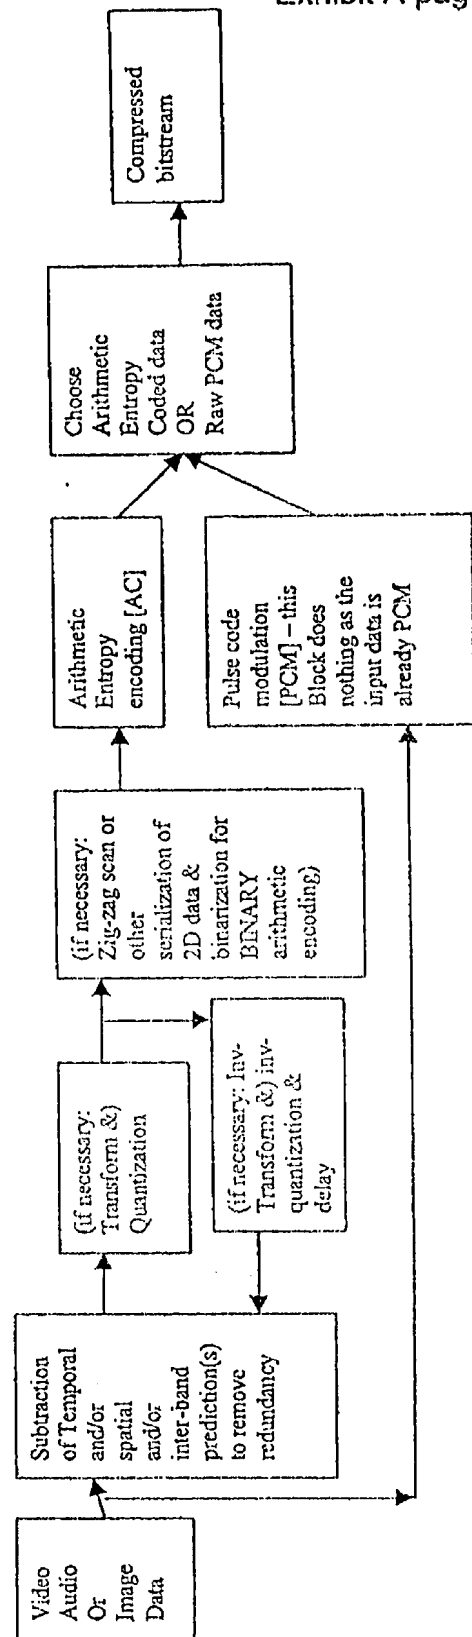 Video
Audio
Or
Image
Data
Subtraction
of Temporal
and/or
spatial
and/or
inter-band
prediction(s)
to remove
redundancy
(if necessary:
Transform &)
Quantization
(if necessary: Inv-
Transform &) inv-
quantization &
delay
(if necessary:
Zig-zag scan or
other
serialization of
2D data &
binarization for
BINARY
arithmetic
encoding)
Arithmetic
Entropy
encoding [AC]
Pulse code
modulation
[PCM] – this
Block does
nothing as the
input data is
already PCM
Choose
Arithmetic
Entropy
Coded data
OR
Raw PCM data
Compressed
bitstream